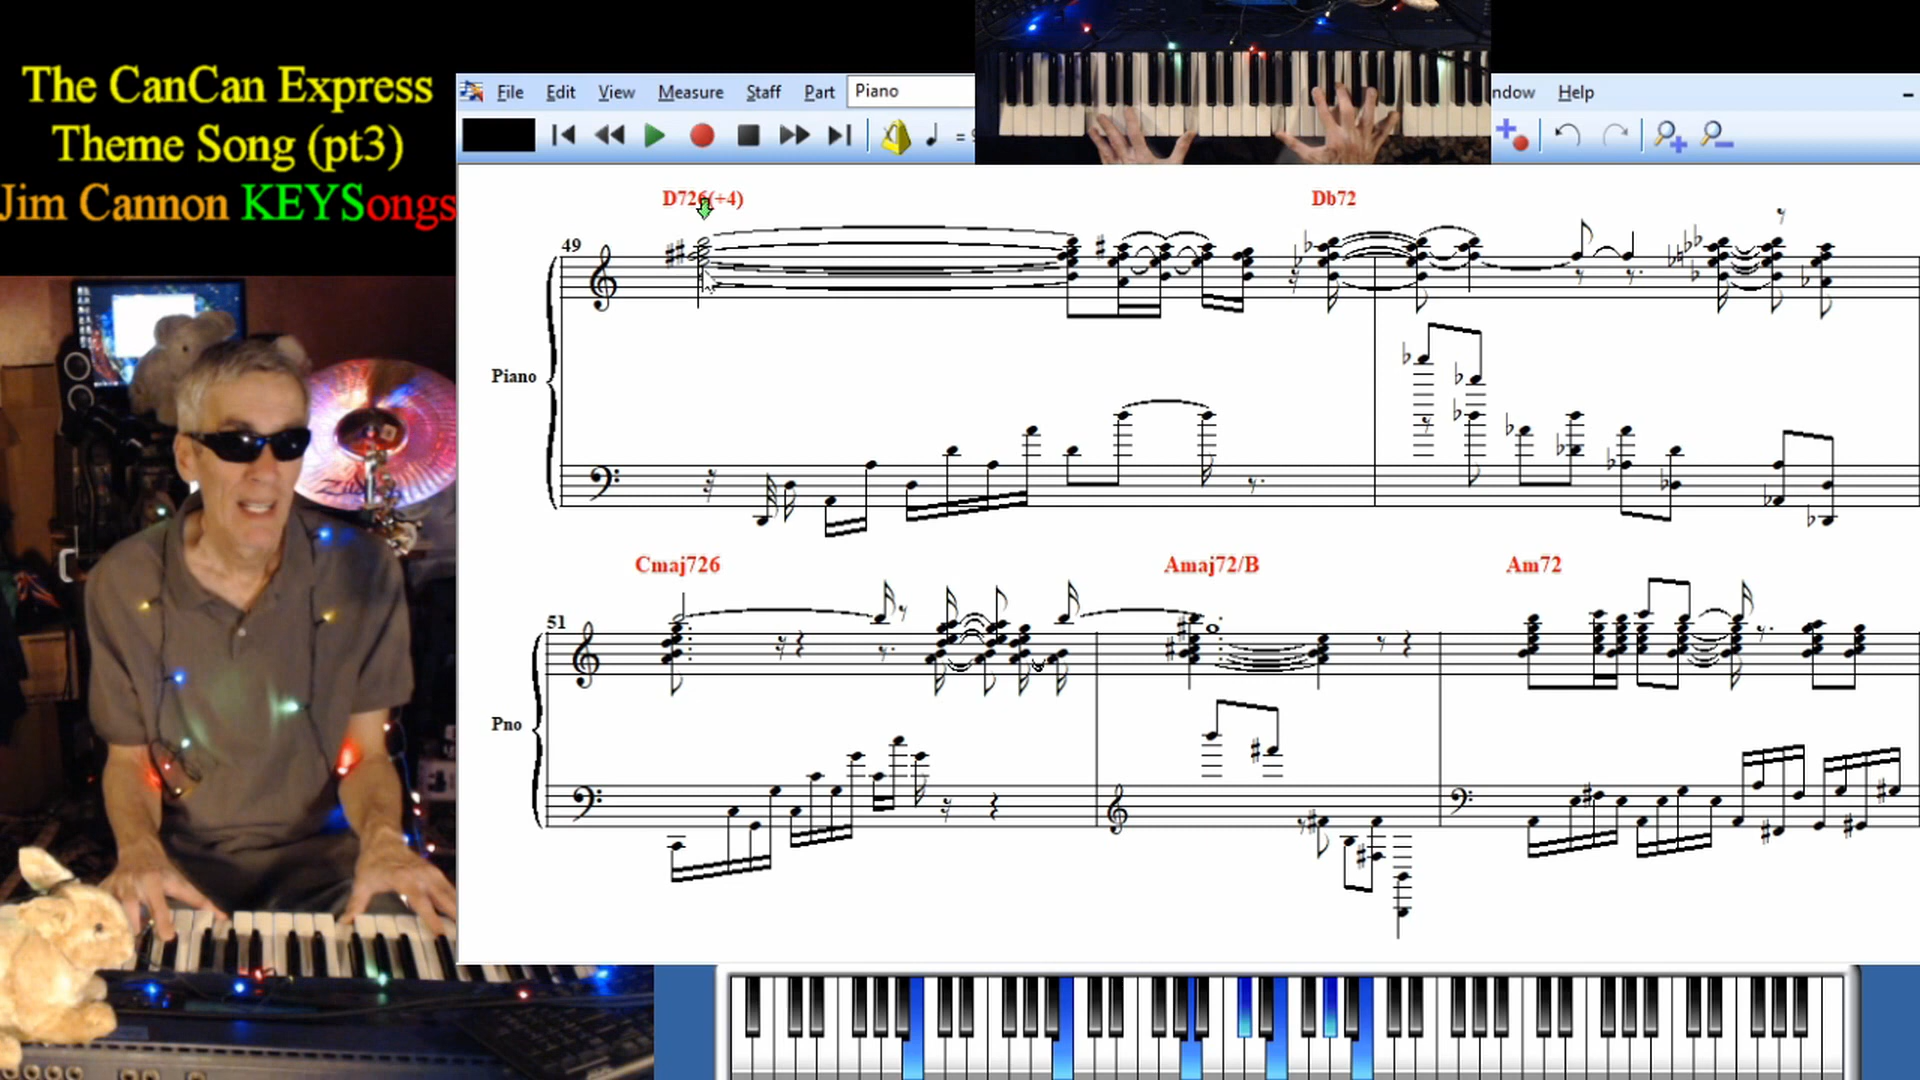 The CanCan Express
Theme Song (pt3)
Jim Cannon KEYSongs
File Edit View Measure Staff Part Piano
Help
D726(+4) Db72
49
Piano
Cmaj726 Amaj72/B Am72
51
Pno